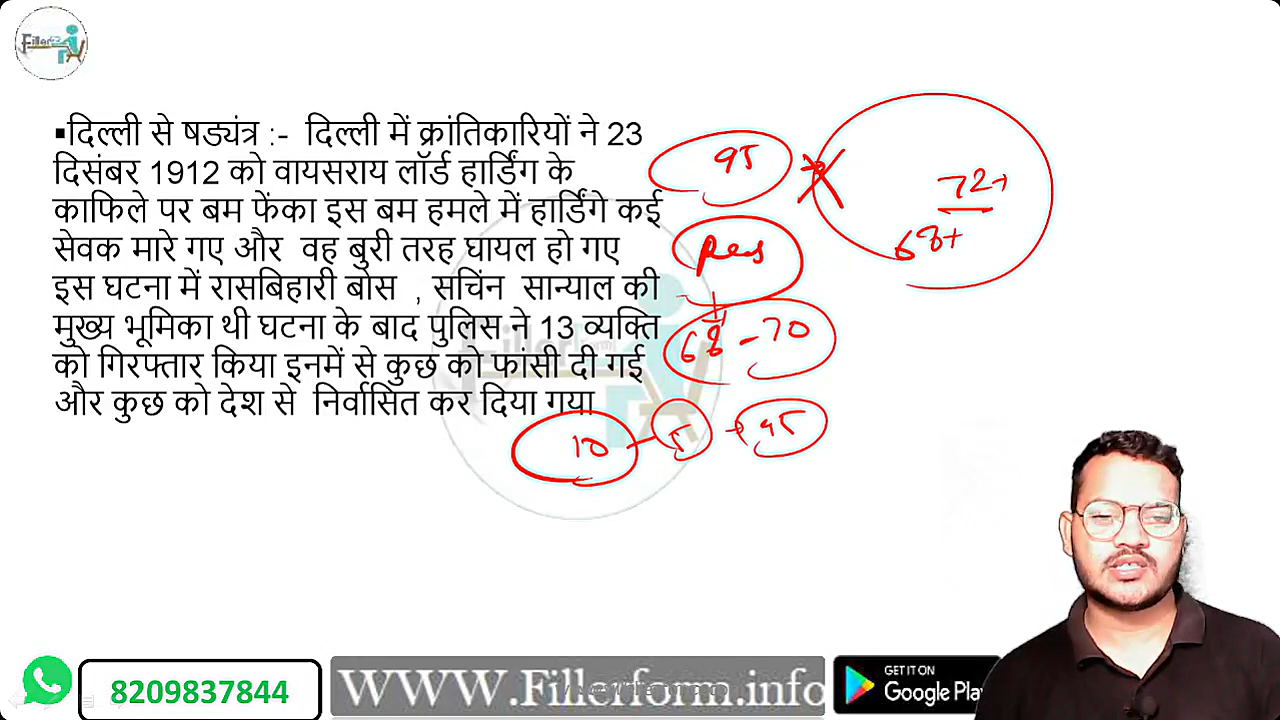 Fillerform
▪दिल्ली से षड्यंत्र :- दिल्ली में क्रांतिकारियों ने 23
दिसंबर 1912 को वायसराय लॉर्ड हार्डिंग के
काफिले पर बम फेंका इस बम हमले में हार्डिंगे कई
सेवक मारे गए और वह बुरी तरह घायल हो गए
इस घटना में रासबिहारी बोस , सचिंन सान्याल की
मुख्य भूमिका थी घटना के बाद पुलिस ने 13 व्यक्ति
को गिरफ्तार किया इनमें से कुछ को फांसी दी गई
और कुछ को देश से निर्वासित कर दिया गया
95
72+
68+
68 - 70
10 - 5 → 95
8209837844
WWW.Fillerform.info
GET IT ON
Google Play